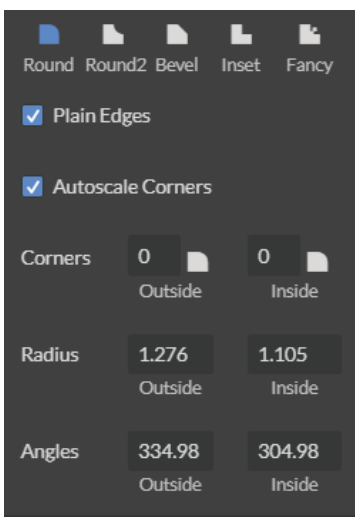 Round Round2 Bevel Inset Fancy
Plain Edges
Autoscale Corners
Corners 0 0
Outside Inside
Radius 1.276 1.105
Outside Inside
Angles 334.98 304.98
Outside Inside